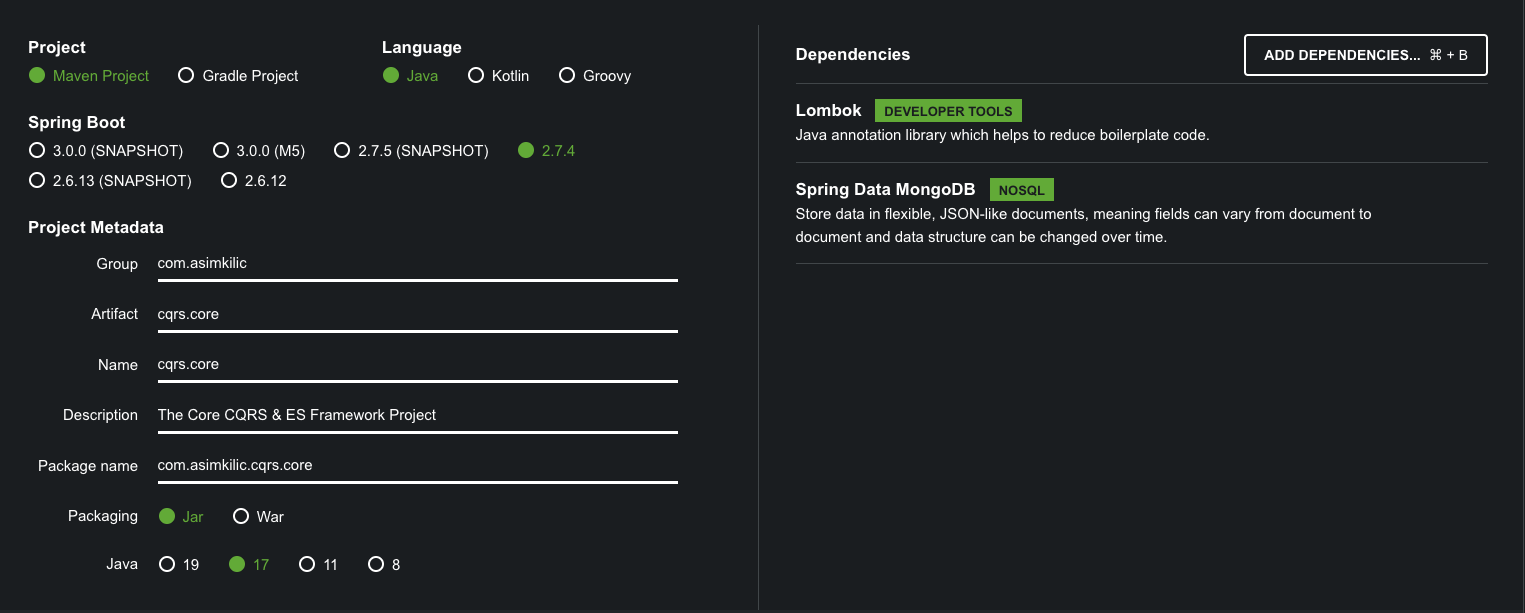 Project
Maven Project Gradle Project
Language
Java Kotlin Groovy
Spring Boot
3.0.0 (SNAPSHOT) 3.0.0 (M5) 2.7.5 (SNAPSHOT) 2.7.4
2.6.13 (SNAPSHOT) 2.6.12
Project Metadata
Group com.asimkilic
Artifact cqrs.core
Name cqrs.core
Description The Core CQRS & ES Framework Project
Package name com.asimkilic.cqrs.core
Packaging Jar War
Java 19 17 11 8
Dependencies ADD DEPENDENCIES... ⌘ + B
Lombok DEVELOPER TOOLS
Java annotation library which helps to reduce boilerplate code.
Spring Data MongoDB NOSQL
Store data in flexible, JSON-like documents, meaning fields can vary from document to
document and data structure can be changed over time.